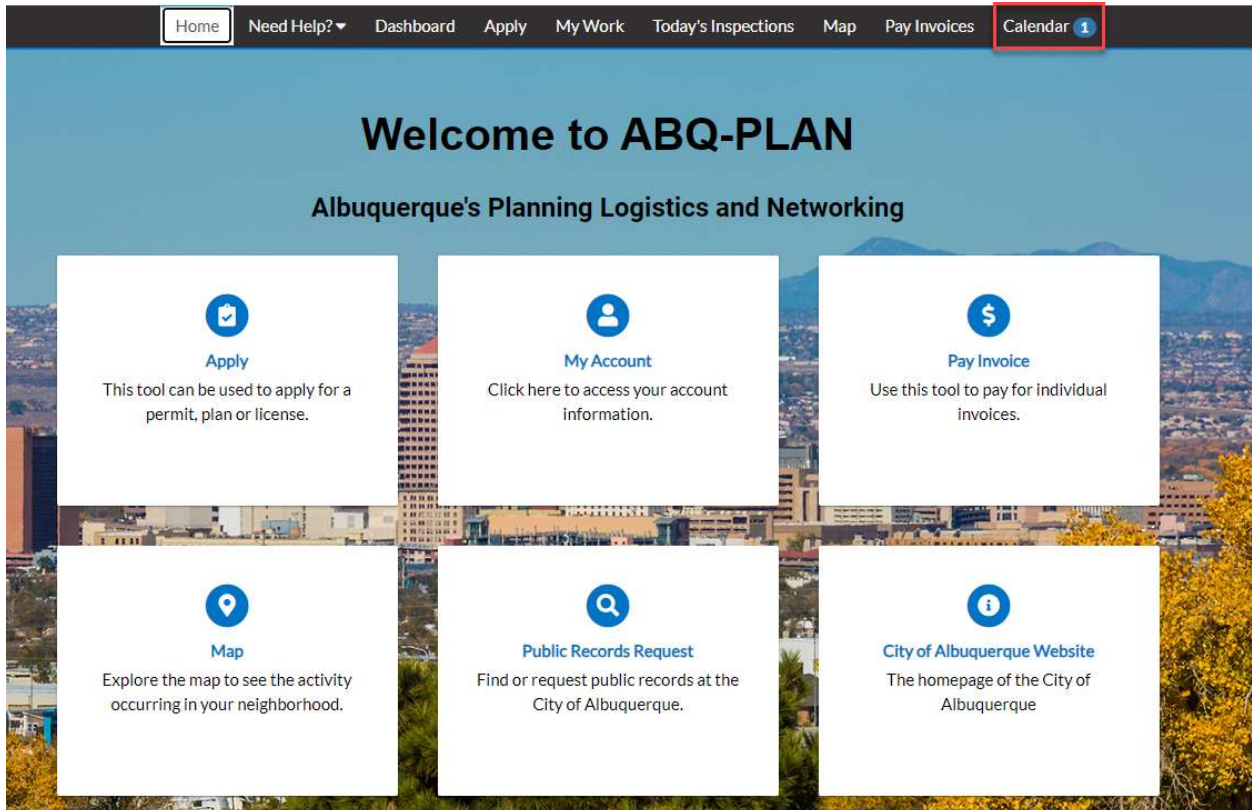 Home Need Help? Dashboard Apply My Work Today's Inspections Map Pay Invoices Calendar 1
Welcome to ABQ-PLAN
Albuquerque's Planning Logistics and Networking
Apply
This tool can be used to apply for a
permit, plan or license.
My Account
Click here to access your account
information.
Pay Invoice
Use this tool to pay for individual
invoices.
Map
Explore the map to see the activity
occurring in your neighborhood.
Public Records Request
Find or request public records at the
City of Albuquerque.
City of Albuquerque Website
The homepage of the City of
Albuquerque